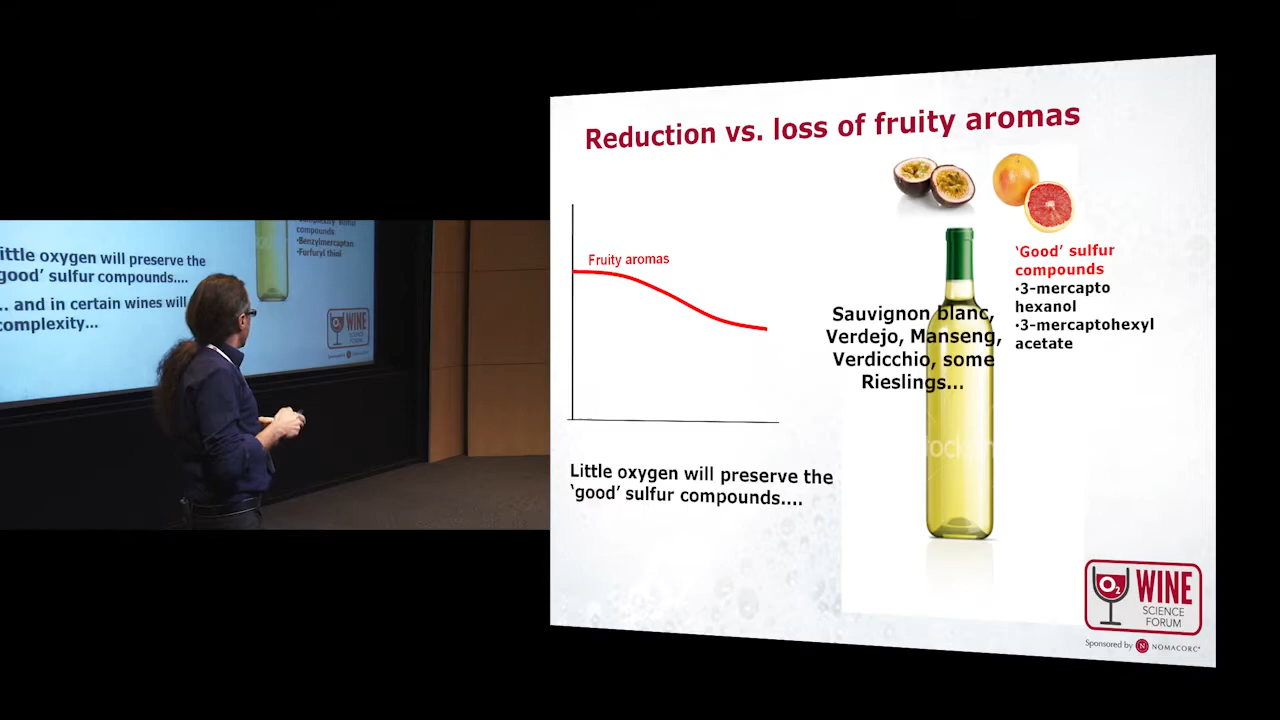 Reduction vs. loss of fruity aromas
Fruity aromas
'Good' sulfur
compounds
•3-mercapto
hexanol
•3-mercaptohexyl
acetate
Sauvignon blanc,
Verdejo, Manseng,
Verdicchio, some
Rieslings...
Little oxygen will preserve the
'good' sulfur compounds....
O2 WINE
SCIENCE
FORUM
Sponsored by N NOMACORC
compounds
•Benzylmercaptan
•Furfuryl thiol
ittle oxygen will preserve the
good' sulfur compounds....
.. and in certain wines will
complexity...
WINE